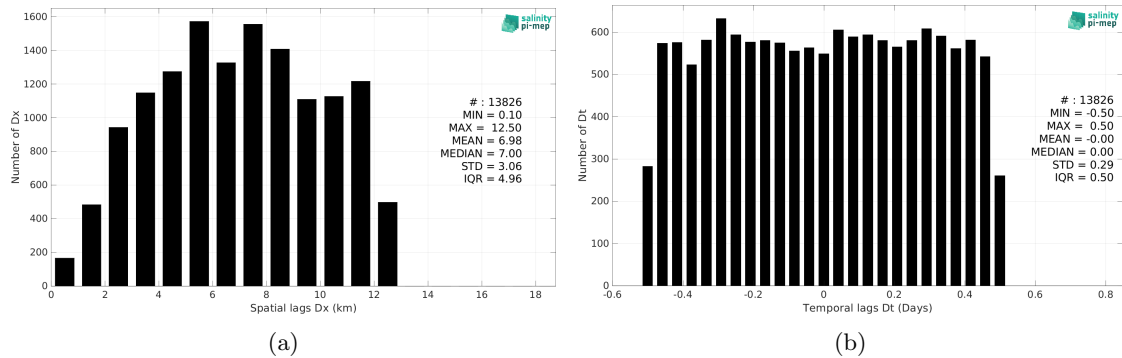 1600
1400
1200
1000
800
600
400
200
0
Number of Dx
salinity
pi-mep
# : 13826
MIN = 0.10
MAX = 12.50
MEAN = 6.98
MEDIAN = 7.00
STD = 3.06
IQR = 4.96
0 2 4 6 8 10 12 14 16 18
Spatial lags Dx (km)
(a)
600
500
400
300
200
100
0
Number of Dt
salinity
pi-mep
# : 13826
MIN = -0.50
MAX = 0.50
MEAN = -0.00
MEDIAN = 0.00
STD = 0.29
IQR = 0.50
-0.6 -0.4 -0.2 0 0.2 0.4 0.6 0.8
Temporal lags Dt (Days)
(b)